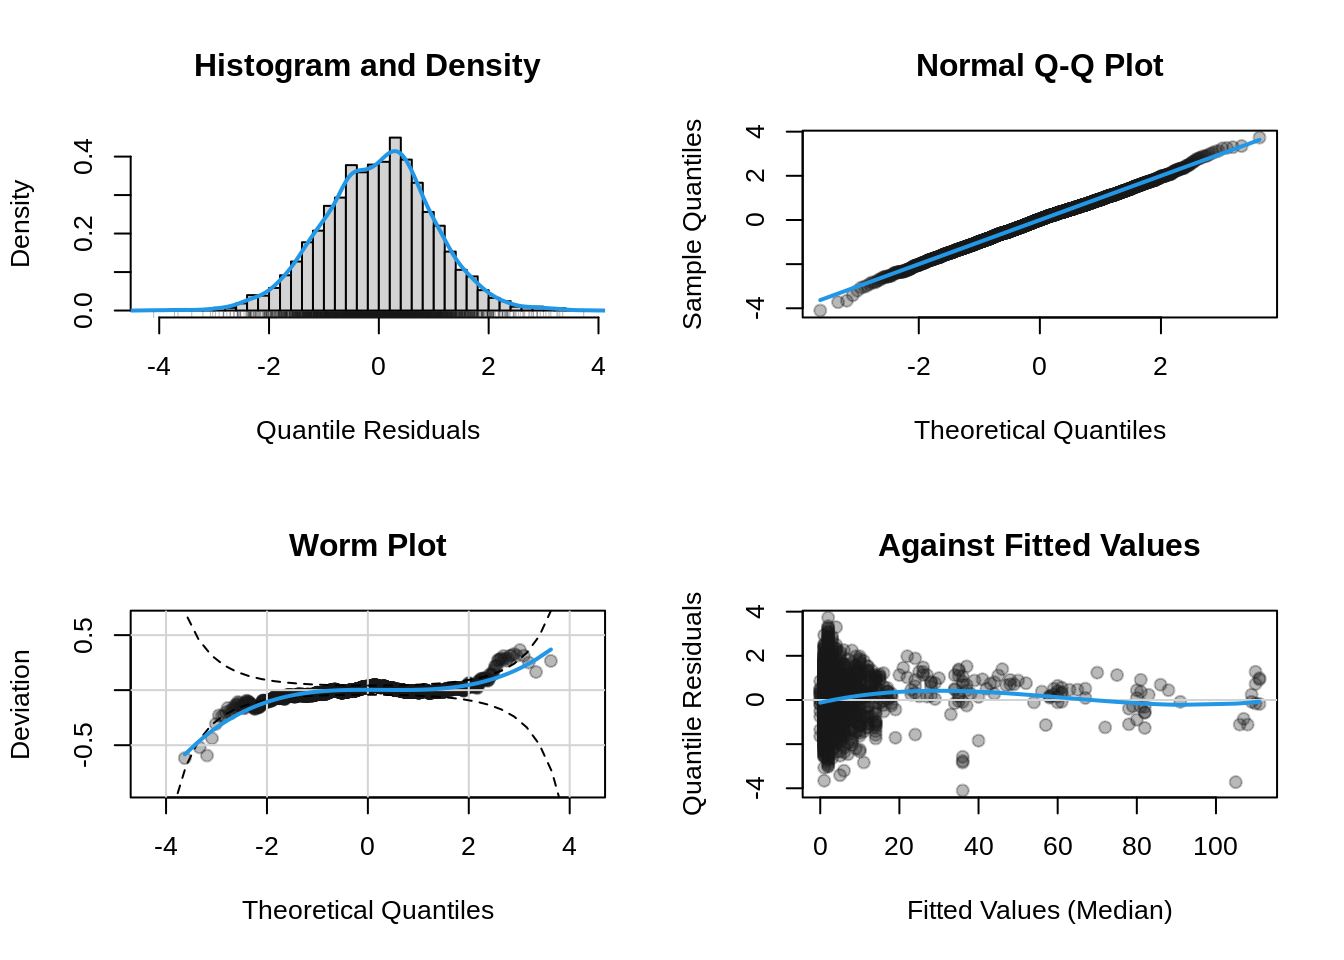 Histogram and Density
Density
0.0 0.2 0.4
-4 -2 0 2 4
Quantile Residuals
Normal Q-Q Plot
Sample Quantiles
-4 0 2 4
-2 0 2
Theoretical Quantiles
Worm Plot
Deviation
-0.5 0.5
-4 -2 0 2 4
Theoretical Quantiles
Against Fitted Values
Quantile Residuals
-4 0 2 4
0 20 40 60 80 100
Fitted Values (Median)